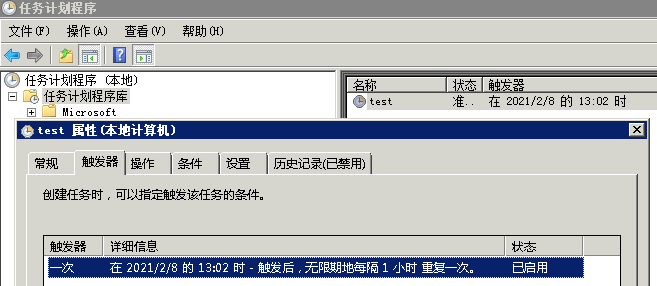 任务计划程序
文件(F) 操作(A) 查看(V) 帮助(H)
任务计划程序 (本地)
任务计划程序库
Microsoft
名称 状态 触发器
test 准.. 在 2021/2/8 的 13:02 时
test 属性(本地计算机)
常规 触发器 操作 条件 设置 历史记录(已禁用)
创建任务时，可以指定触发该任务的条件。
触发器 详细信息 状态
一次 在 2021/2/8 的 13:02 时 - 触发后，无限期地每隔 1 小时 重复一次。 已启用